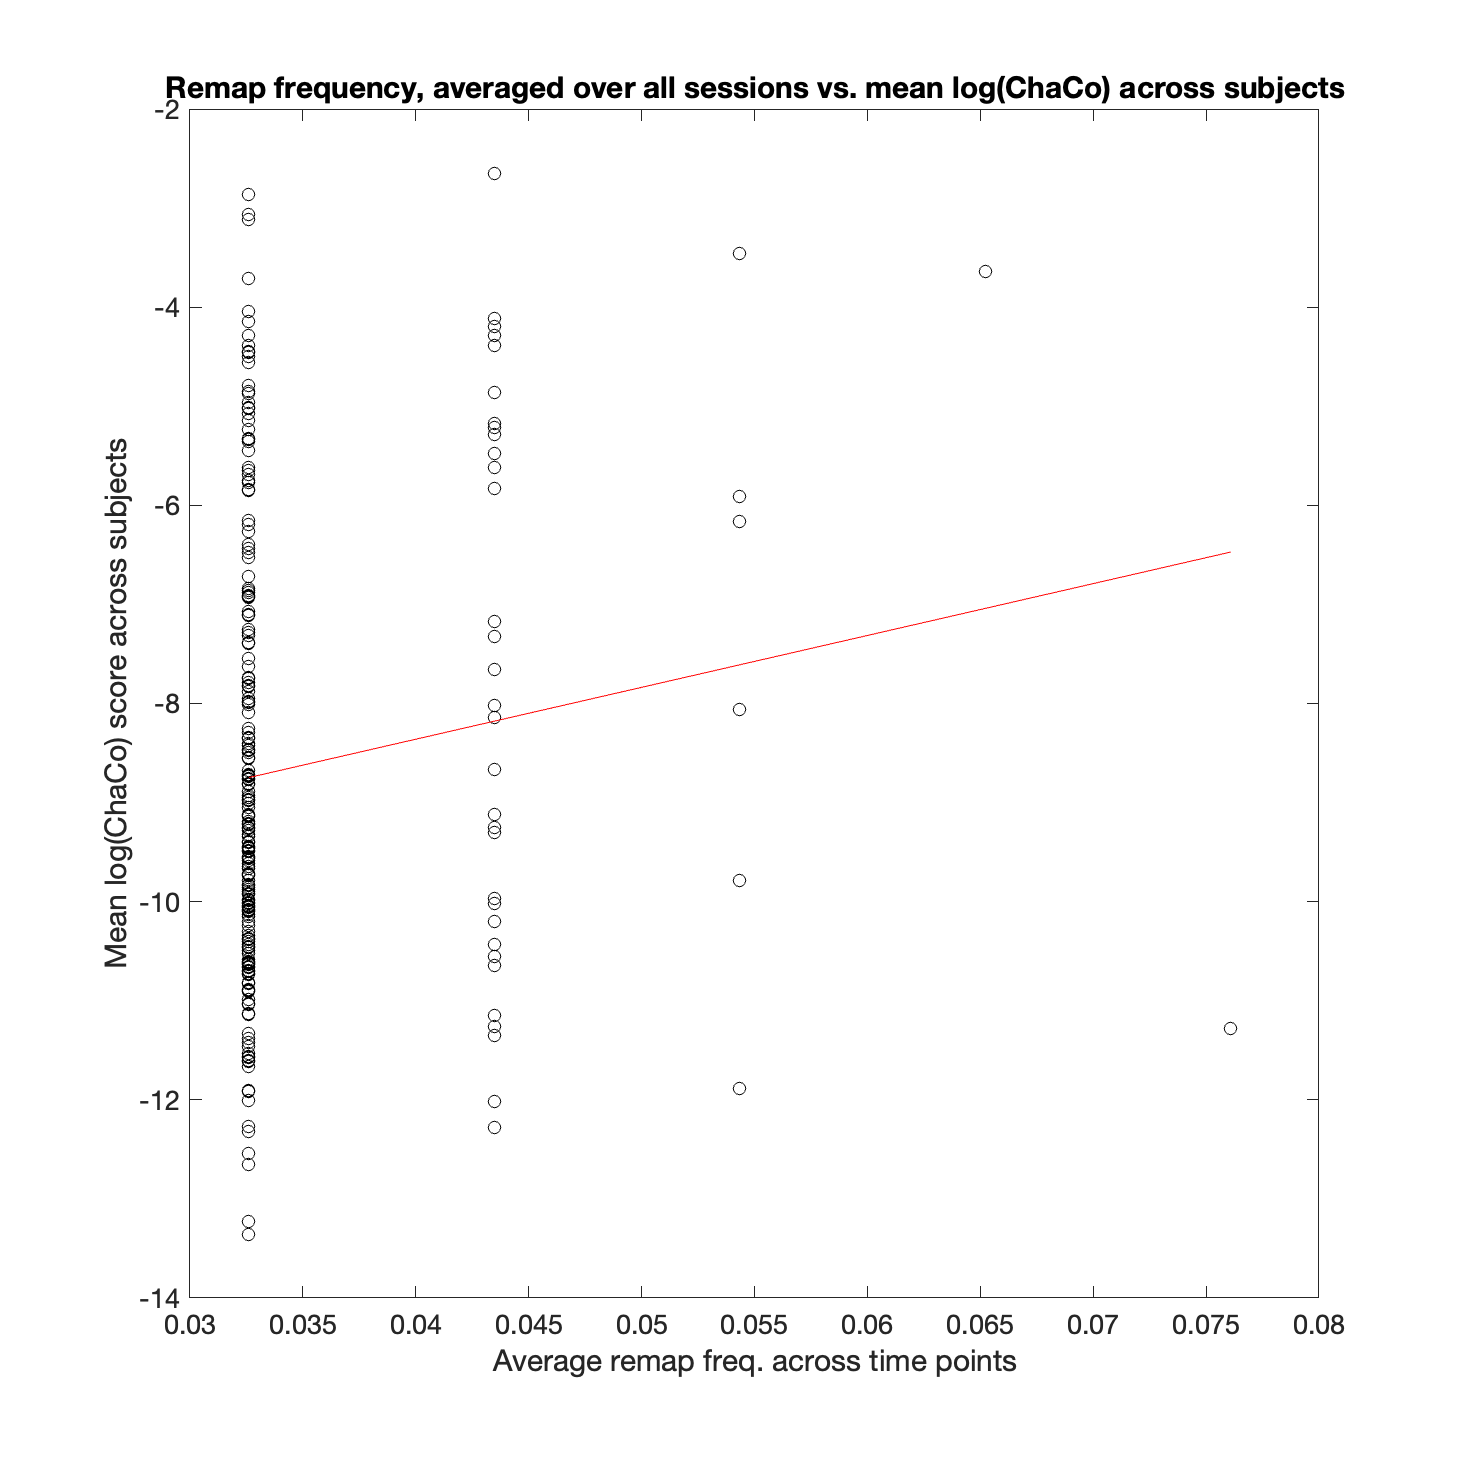 Remap frequency, averaged over all sessions vs. mean log(ChaCo) across subjects
-2
-4
-6
-8
-10
-12
-14
Mean log(ChaCo) score across subjects
0.03 0.035 0.04 0.045 0.05 0.055 0.06 0.065 0.07 0.075 0.08
Average remap freq. across time points